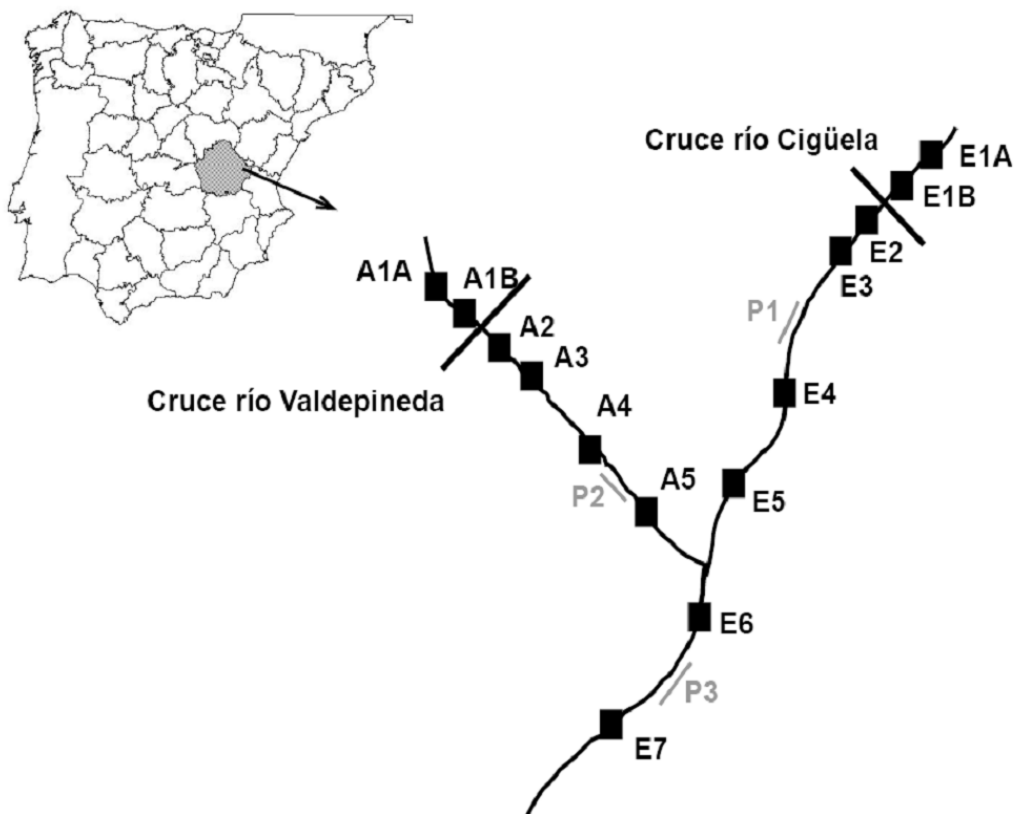 Cruce río Cigüela
E1A
E1B
E2
E3
A1A
A1B
P1
A2
A3
Cruce río Valdepineda
E4
A4
A5
P2
E5
E6
P3
E7